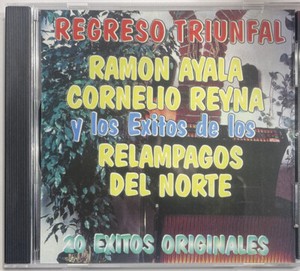 REGRESO TRIUNFAL
RAMON AYALA
CORNELIO REYNA
y los Exitos de los
RELAMPAGOS
DEL NORTE
20 EXITOS ORIGINALES